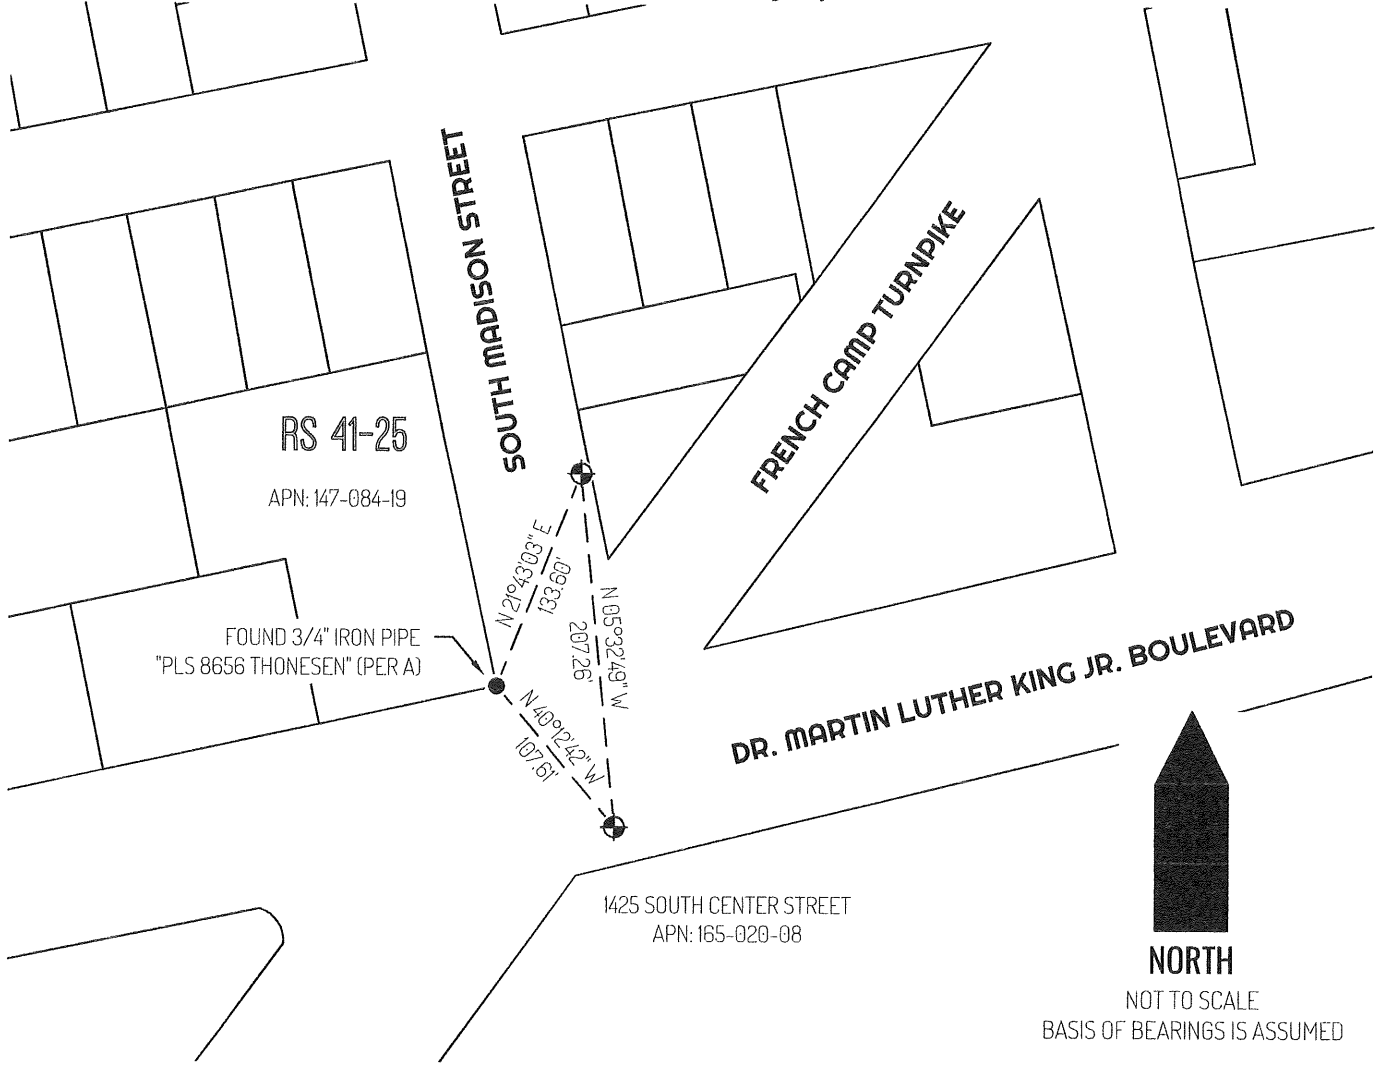 SOUTH MADISON STREET
FRENCH CAMP TURNPIKE
RS 41-25
APN: 147-084-19
N 21°43'03" E
133.60'
N 05°32'49" W
207.26'
FOUND 3/4" IRON PIPE
"PLS 8656 THONESEN" (PER A)
N 40°12'42" W
107.61'
DR. MARTIN LUTHER KING JR. BOULEVARD
1425 SOUTH CENTER STREET
APN: 165-020-08
NORTH
NOT TO SCALE
BASIS OF BEARINGS IS ASSUMED